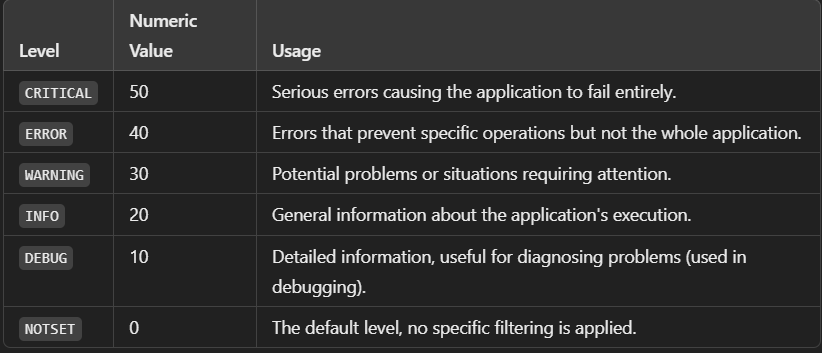 Level Numeric Value Usage
CRITICAL 50 Serious errors causing the application to fail entirely.
ERROR 40 Errors that prevent specific operations but not the whole application.
WARNING 30 Potential problems or situations requiring attention.
INFO 20 General information about the application's execution.
DEBUG 10 Detailed information, useful for diagnosing problems (used in
debugging).
NOTSET 0 The default level, no specific filtering is applied.